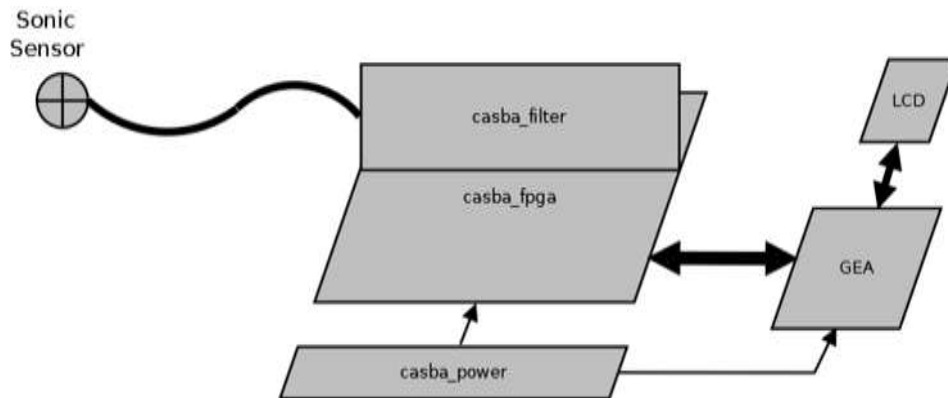 Sonic
Sensor
casba_filter
LCD
casba_fpga
GEA
casba_power